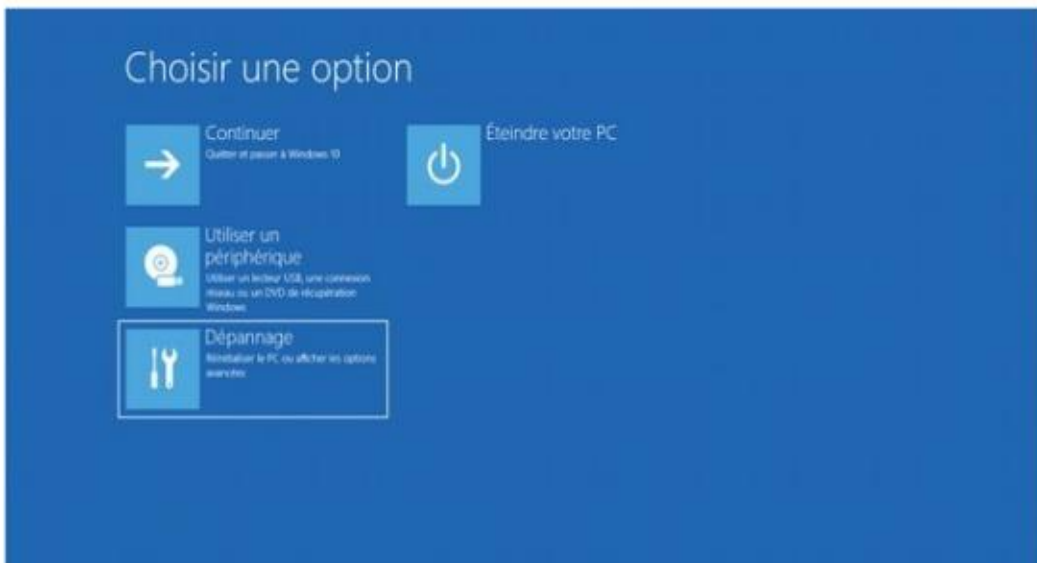 Choisir une option
Continuer
Quitter et passer à Windows 10
Éteindre votre PC
Utiliser un
périphérique
Utiliser un lecteur USB, une connexion
réseau ou un DVD de récupération
Windows
Dépannage
Réinitialiser le PC ou afficher les options
avancées